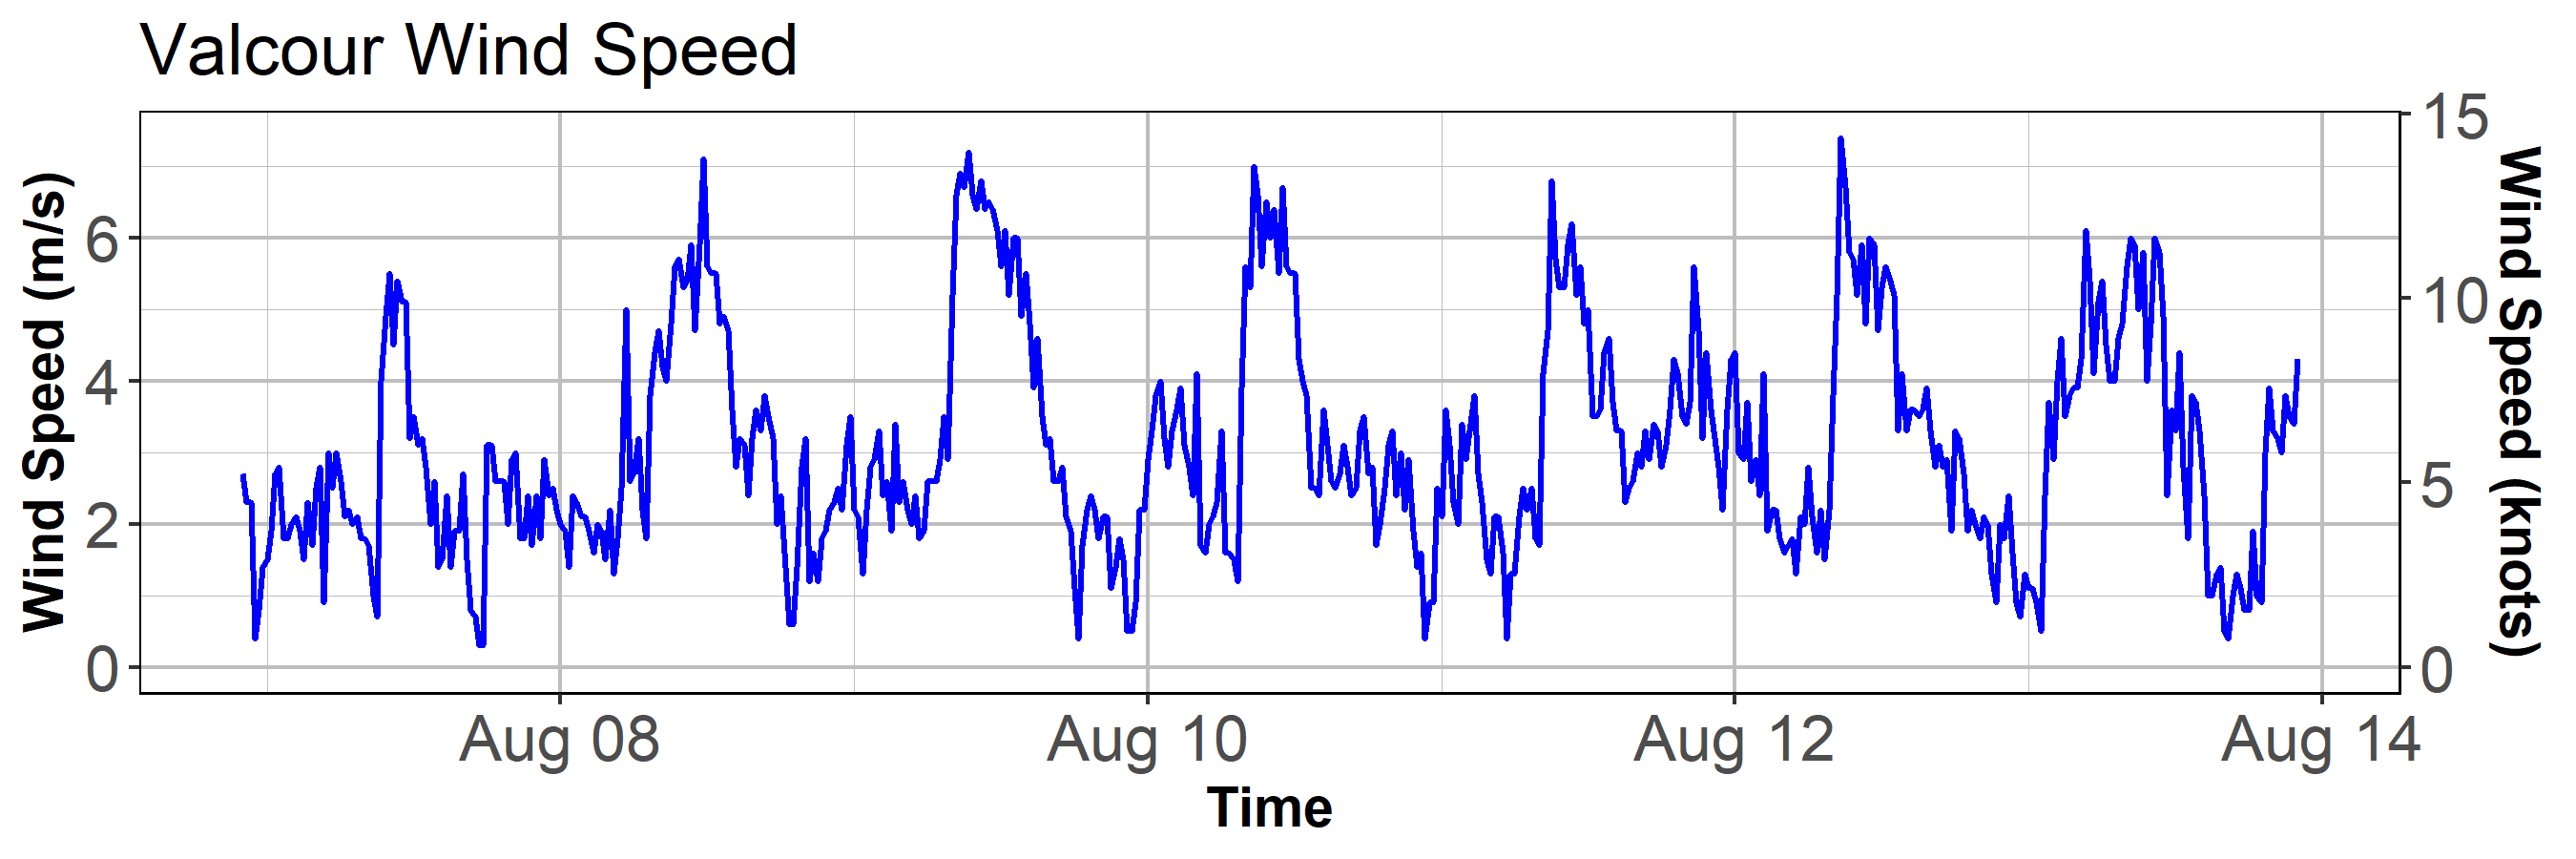 Valcour Wind Speed
Wind Speed (m/s)
6
4
2
0
15
10
5
0
Wind Speed (knots)
Aug 08
Aug 10
Aug 12
Aug 14
Time